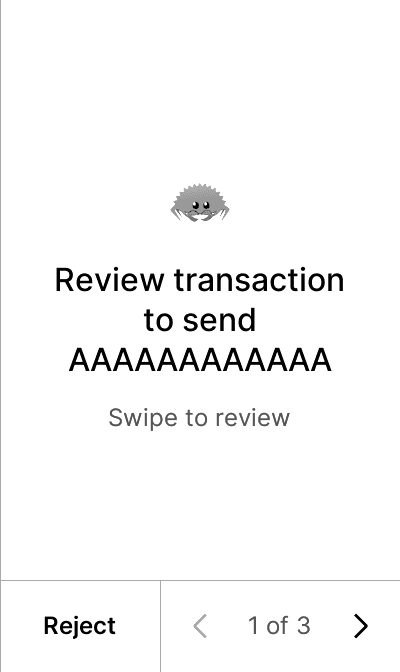 Review transaction
to send
AAAAAAAAAAAA
Swipe to review
Reject
1 of 3